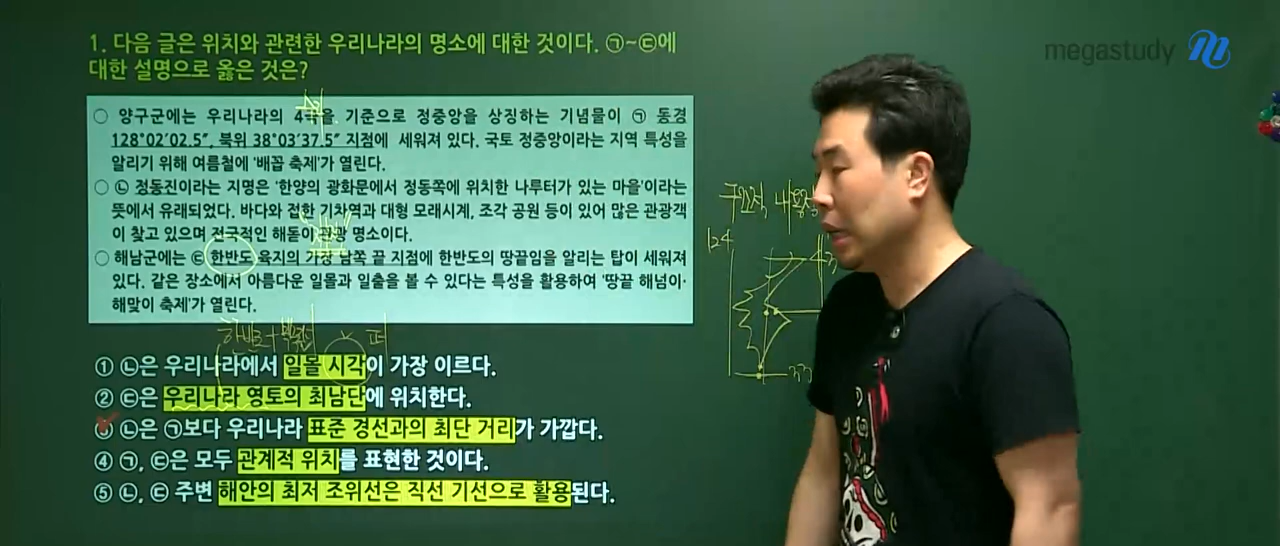 megastudy
1. 다음 글은 위치와 관련한 우리나라의 명소에 대한 것이다. ㉠~㉢에
대한 설명으로 옳은 것은?
○ 양구군에는 우리나라의 4극을 기준으로 정중앙을 상징하는 기념물이 ㉠ 동경
128°02′02.5″, 북위 38°03′37.5″ 지점에 세워져 있다. 국토 정중앙이라는 지역 특성을
알리기 위해 여름철에 '배꼽 축제'가 열린다.
○ ㉡ 정동진이라는 지명은 '한양의 광화문에서 정동쪽에 위치한 나루터가 있는 마을'이라는
뜻에서 유래되었다. 바다와 접한 기차역과 대형 모래시계, 조각 공원 등이 있어 많은 관광객
이 찾고 있으며 전국적인 해돋이 관광 명소이다.
○ 해남군에는 ㉢ 한반도 육지의 가장 남쪽 끝 지점에 한반도의 땅끝임을 알리는 탑이 세워져
있다. 같은 장소에서 아름다운 일몰과 일출을 볼 수 있다는 특성을 활용하여 '땅끝 해넘이·
해맞이 축제'가 열린다.
① ㉡은 우리나라에서 일몰 시각이 가장 이르다.
② ㉢은 우리나라 영토의 최남단에 위치한다.
③ ㉡은 ㉠보다 우리나라 표준 경선과의 최단 거리가 가깝다.
④ ㉠, ㉢은 모두 관계적 위치를 표현한 것이다.
⑤ ㉡, ㉢ 주변 해안의 최저 조위선은 직선 기선으로 활용된다.
124
33